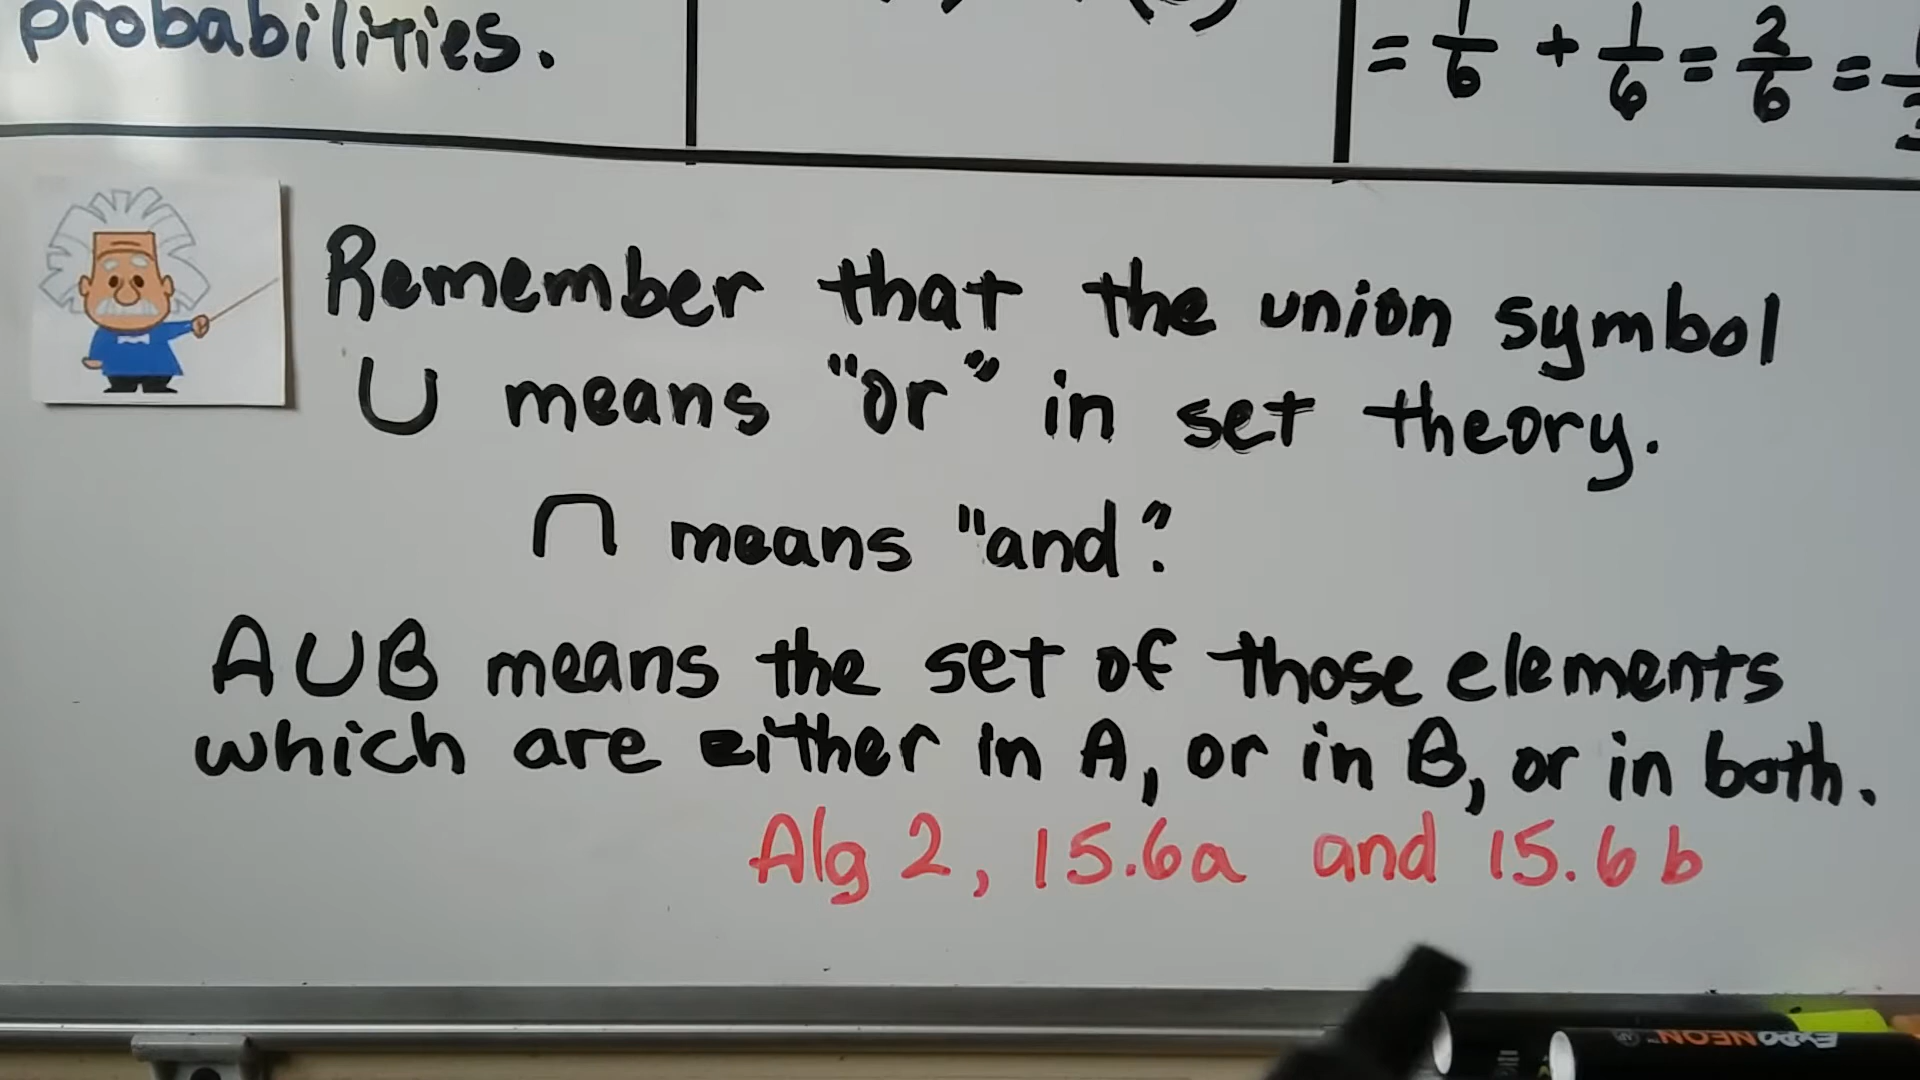 probabilities.
= 1/6 + 1/6 = 2/6 =
Remember that the union symbol
∪ means "or" in set theory.
∩ means "and".
A∪B means the set of those elements
which are either in A, or in B, or in both.
Alg 2, 15.6a and 15.6b
EXPO NEON